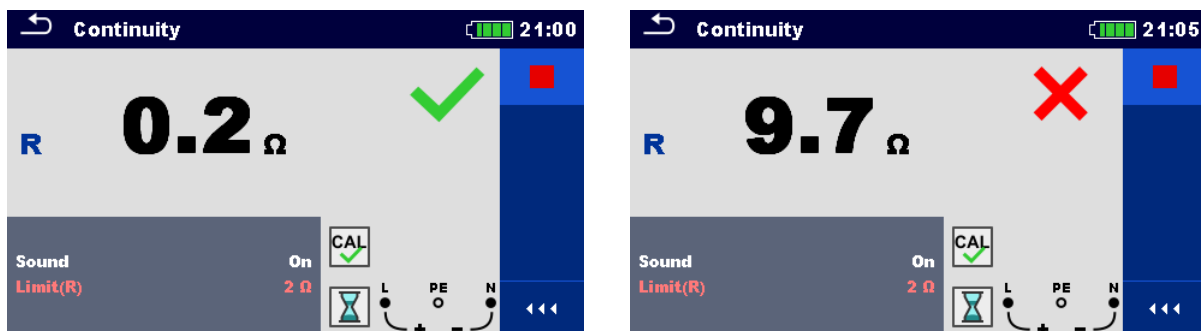 Continuity 21:00
R 0.2 Ω
CAL
Sound On
Limit(R) 2 Ω
L PE N
+ -
Continuity 21:05
R 9.7 Ω
CAL
Sound On
Limit(R) 2 Ω
L PE N
+ -